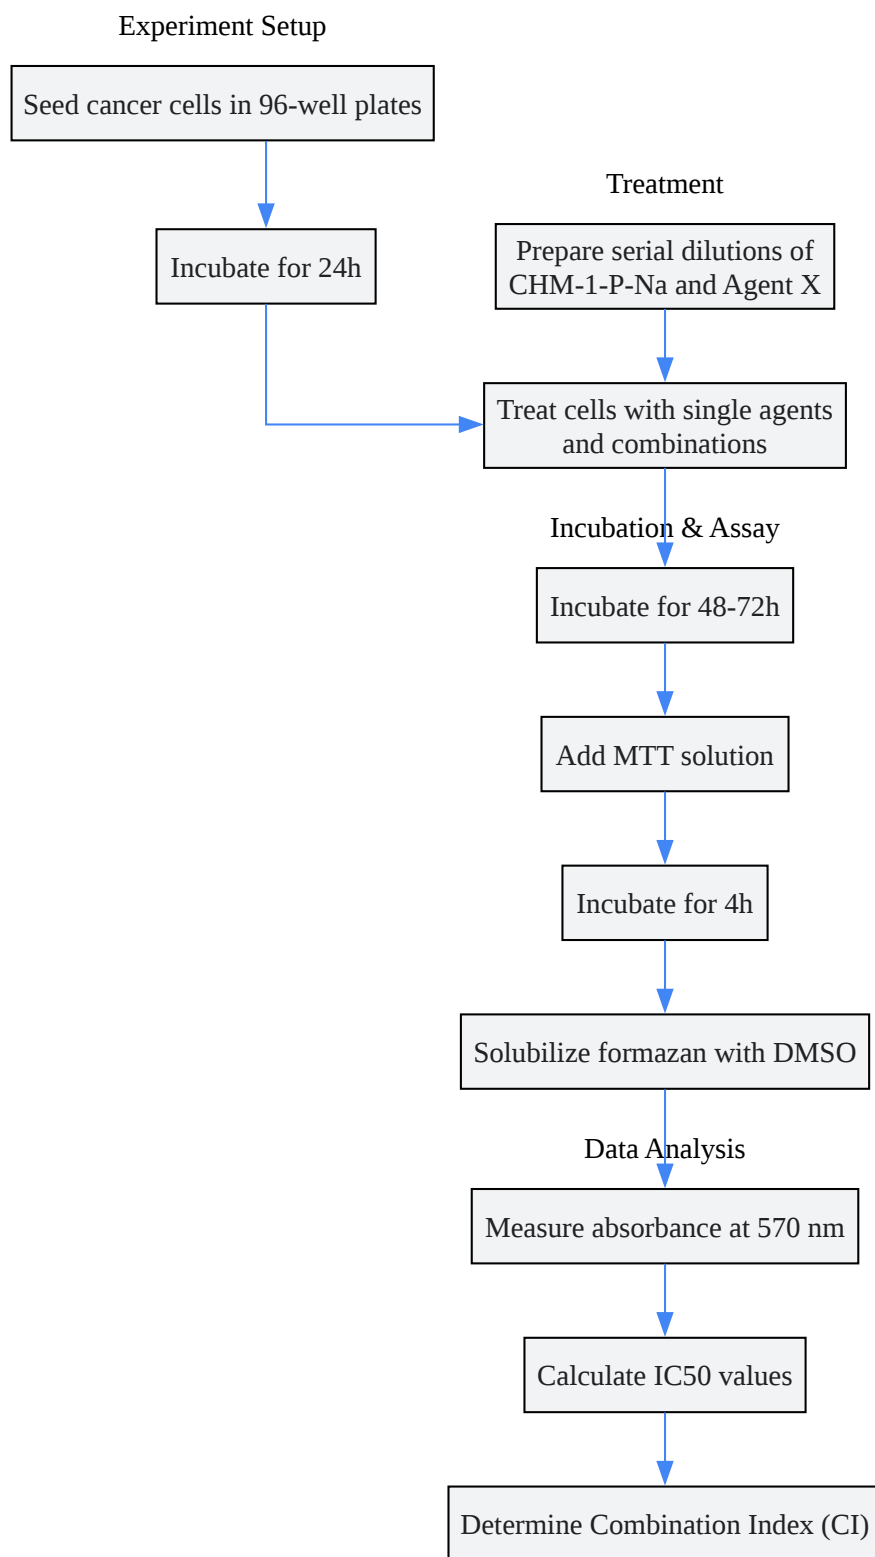 Experiment Setup
Seed cancer cells in 96-well plates
Incubate for 24h
Treatment
Prepare serial dilutions of
CHM-1-P-Na and Agent X
Treat cells with single agents
and combinations
Incubation & Assay
Incubate for 48-72h
Add MTT solution
Incubate for 4h
Solubilize formazan with DMSO
Data Analysis
Measure absorbance at 570 nm
Calculate IC50 values
Determine Combination Index (CI)